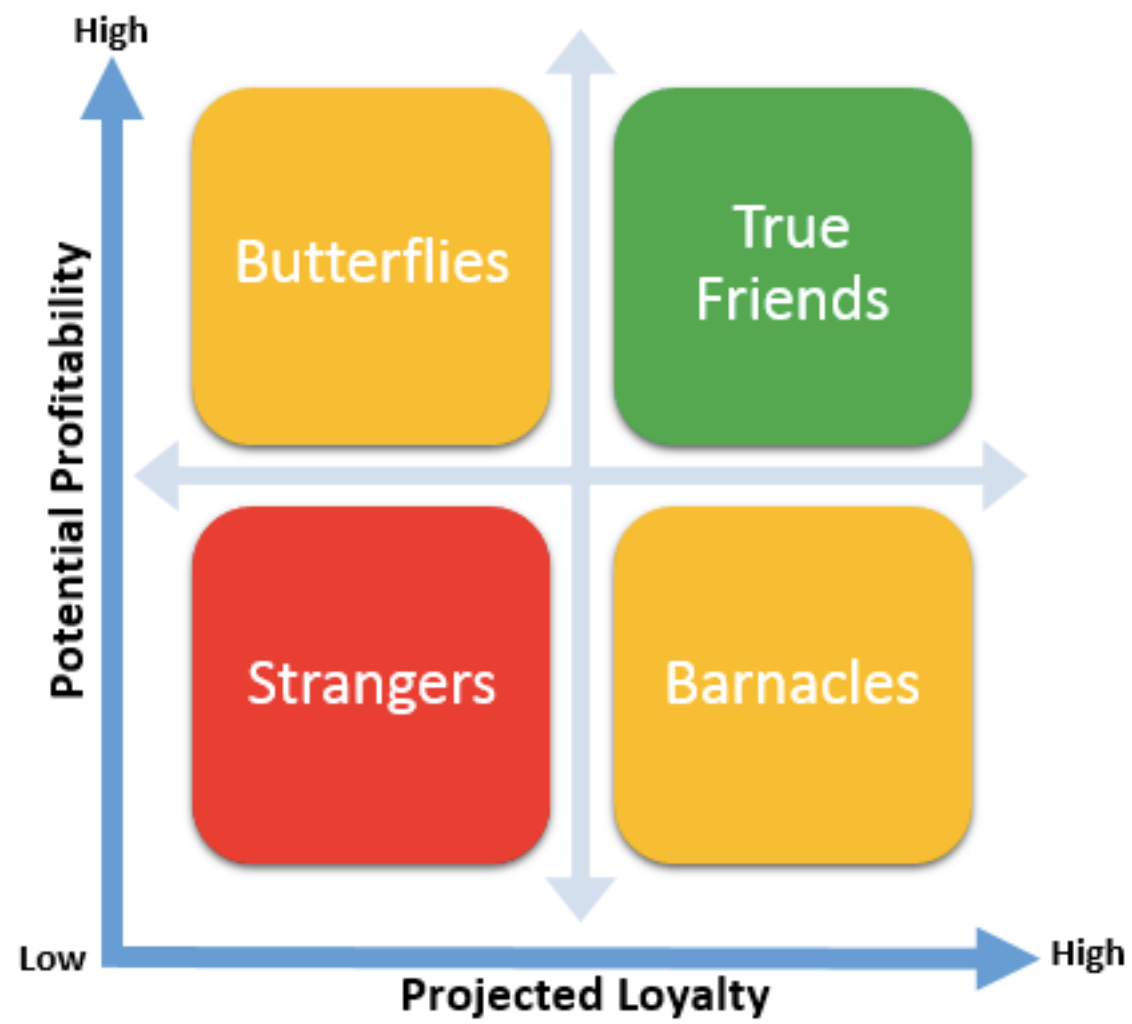 High
Butterflies
True
Friends
Potential Profitability
Strangers
Barnacles
Low
High
Projected Loyalty